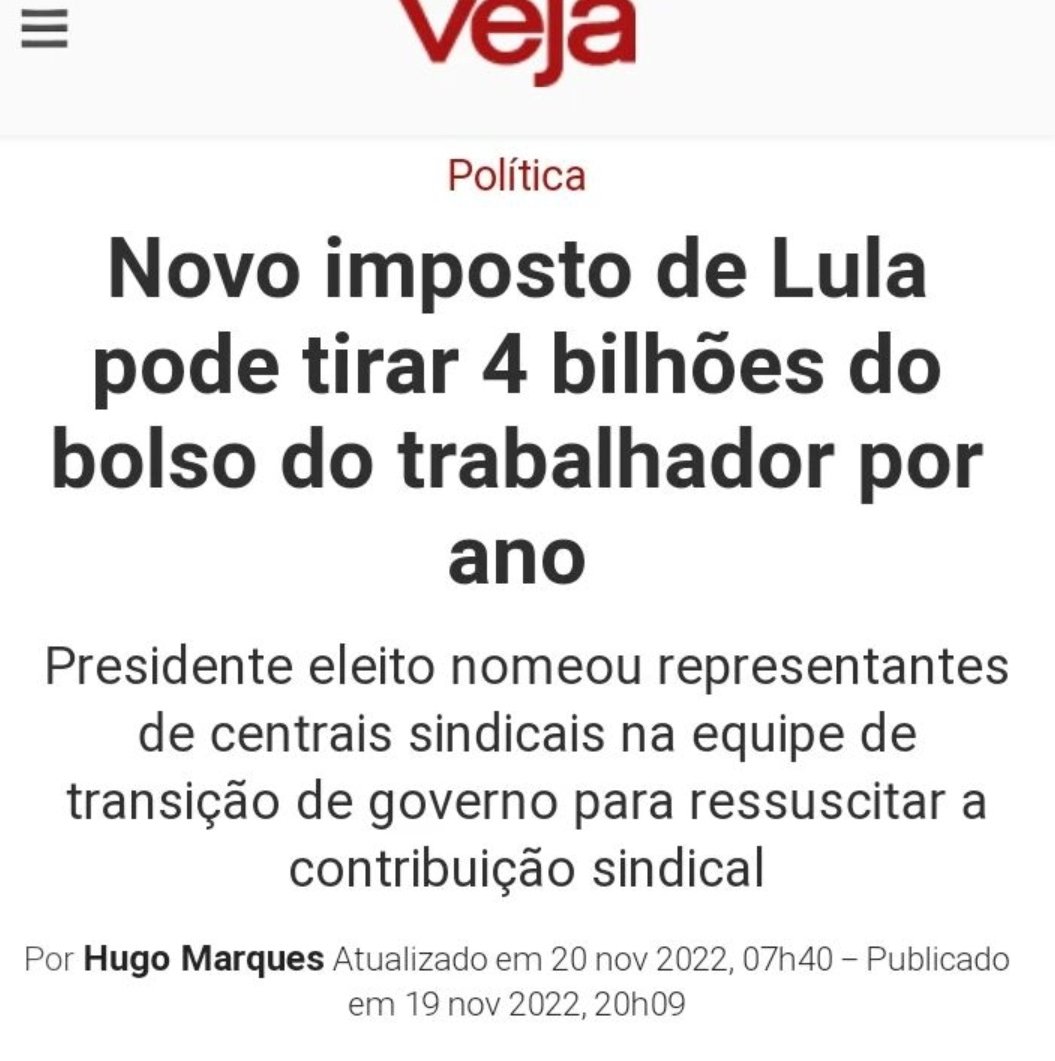 veja
Política
Novo imposto de Lula
pode tirar 4 bilhões do
bolso do trabalhador por
ano
Presidente eleito nomeou representantes
de centrais sindicais na equipe de
transição de governo para ressuscitar a
contribuição sindical
Por Hugo Marques Atualizado em 20 nov 2022, 07h40 – Publicado
em 19 nov 2022, 20h09